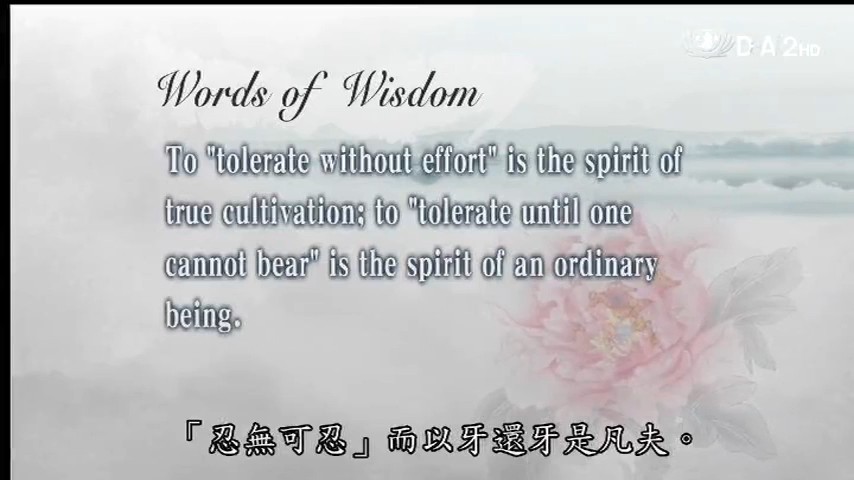 DaAi2HD
Words of Wisdom
To "tolerate without effort" is the spirit of
true cultivation; to "tolerate until one
cannot bear" is the spirit of an ordinary
being.
「忍無可忍」而以牙還牙是凡夫。